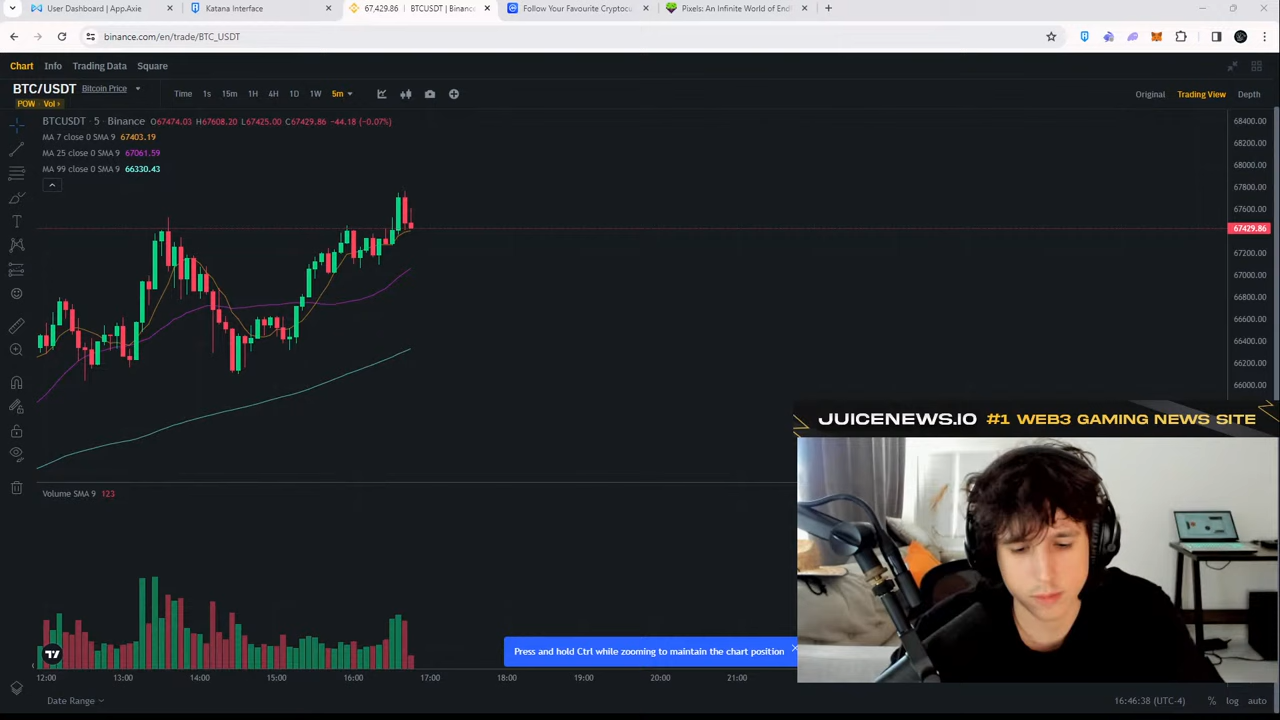 User Dashboard | App.Axie
Katana Interface
67,429.86 | BTCUSDT | Binanc
Follow Your Favourite Cryptocu
Pixels: An Infinite World of End
binance.com/en/trade/BTC_USDT
Chart Info Trading Data Square
BTC/USDT Bitcoin Price
POW Vol
Time 1s 15m 1H 4H 1D 1W 5m
Original Trading View Depth
BTCUSDT · 5 · Binance O67474.03 H67608.20 L67425.00 C67429.86 −44.18 (−0.07%)
MA 7 close 0 SMA 9 67403.19
MA 25 close 0 SMA 9 67061.59
MA 99 close 0 SMA 9 66330.43
68400.00
68200.00
68000.00
67800.00
67600.00
67429.86
67200.00
67000.00
66800.00
66600.00
66400.00
66200.00
66000.00
JUICENEWS.IO #1 WEB3 GAMING NEWS SITE
Volume SMA 9 123
Press and hold Ctrl while zooming to maintain the chart position
12:00 13:00 14:00 15:00 16:00 17:00 18:00 19:00 20:00 21:00
Date Range
16:46:38 (UTC-4) % log auto